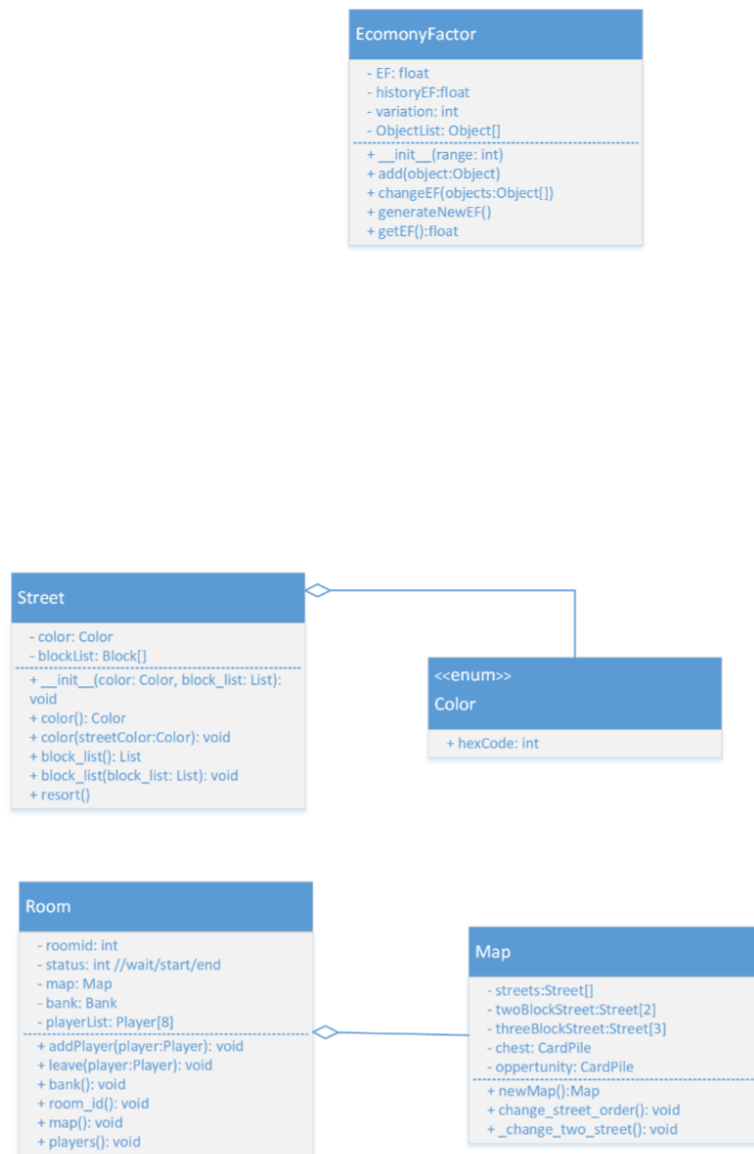 EcomonyFactor
- EF: float
- historyEF:float
- variation: int
- ObjectList: Object[]
+ __init__(range: int)
+ add(object:Object)
+ changeEF(objects:Object[])
+ generateNewEF()
+ getEF():float
Street
- color: Color
- blockList: Block[]
+ __init__(color: Color, block_list: List):
void
+ color(): Color
+ color(streetColor:Color): void
+ block_list(): List
+ block_list(block_list: List): void
+ resort()
<<enum>>
Color
+ hexCode: int
Room
- roomid: int
- status: int //wait/start/end
- map: Map
- bank: Bank
- playerList: Player[8]
+ addPlayer(player:Player): void
+ leave(player:Player): void
+ bank(): void
+ room_id(): void
+ map(): void
+ players(): void
Map
- streets:Street[]
- twoBlockStreet:Street[2]
- threeBlockStreet:Street[3]
- chest: CardPile
- oppertunity: CardPile
+ newMap():Map
+ change_street_order(): void
+ _change_two_street(): void